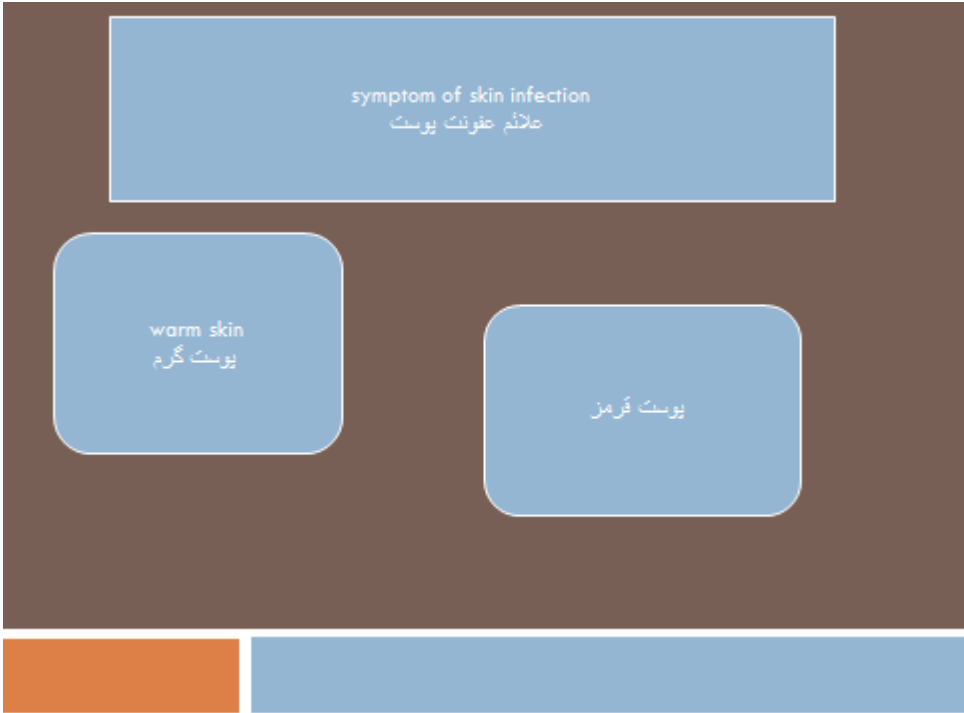 symptom of skin infection
علائم عفونت پوست
warm skin
پوست گرم
پوست قرمز